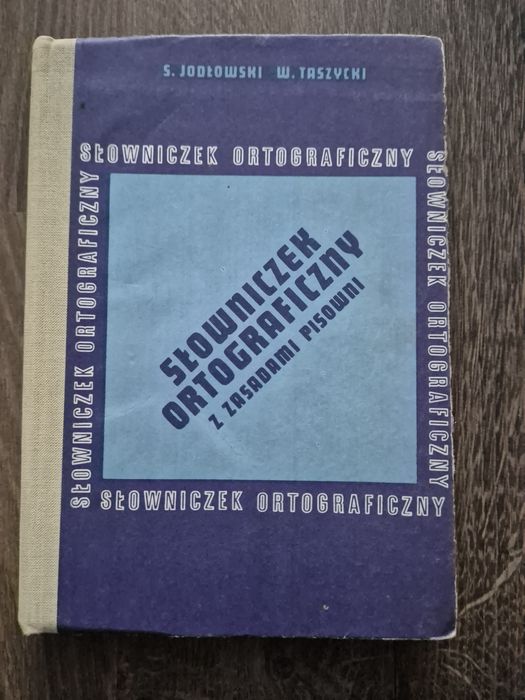 S. JODŁOWSKI W. TASZYCKI
SŁOWNICZEK ORTOGRAFICZNY
SŁOWNICZEK ORTOGRAFICZNY
SŁOWNICZEK ORTOGRAFICZNY
SŁOWNICZEK
ORTOGRAFICZNY
Z ZASADAMI PISOWNI
SŁOWNICZEK ORTOGRAFICZNY